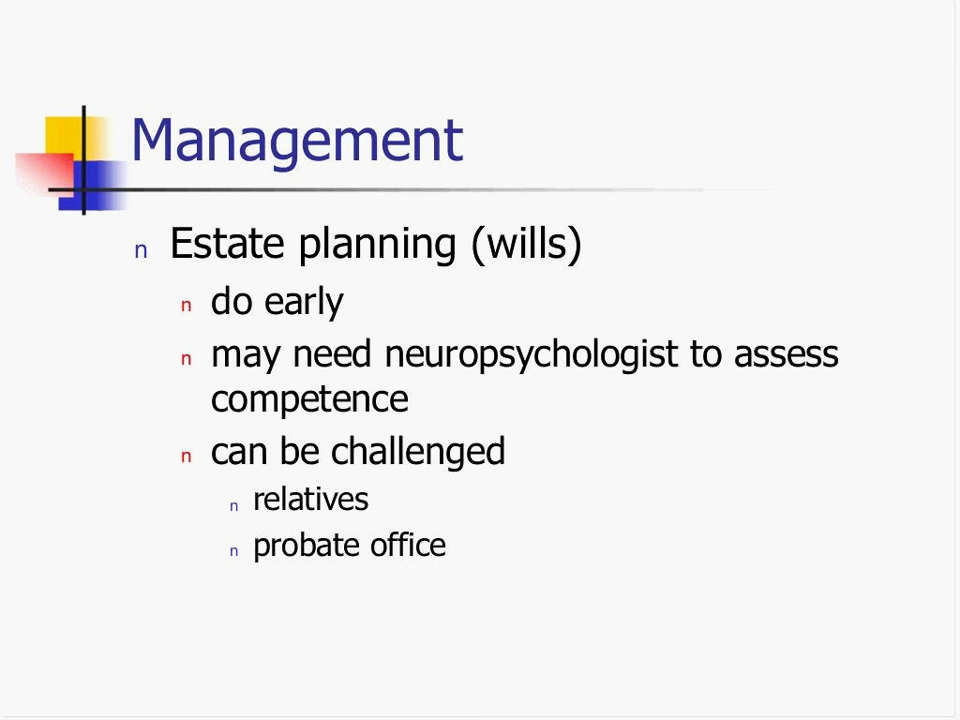 Management
n Estate planning (wills)
n do early
n may need neuropsychologist to assess
competence
n can be challenged
n relatives
n probate office